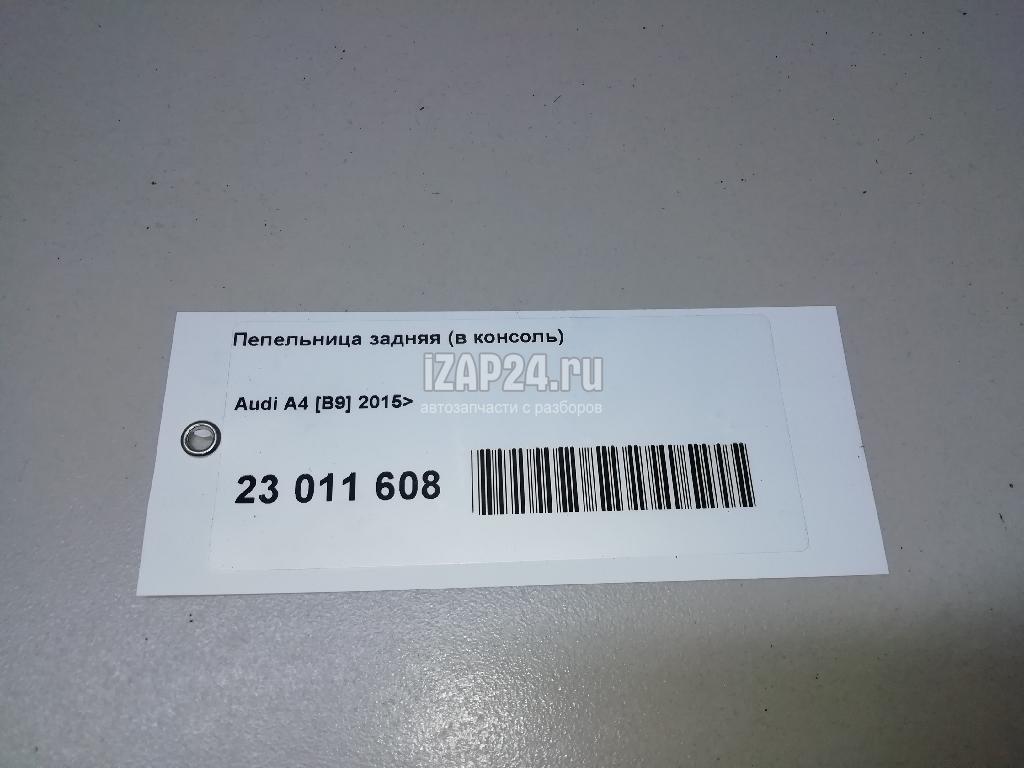 Пепельница задняя (в консоль)
iZAP24.ru
Audi A4 [B9] 2015>
автозапчасти с разборов
23 011 608